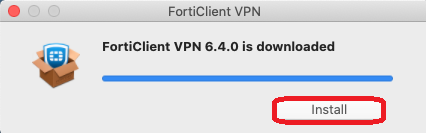 FortiClient VPN
FortiClient VPN 6.4.0 is downloaded
Install